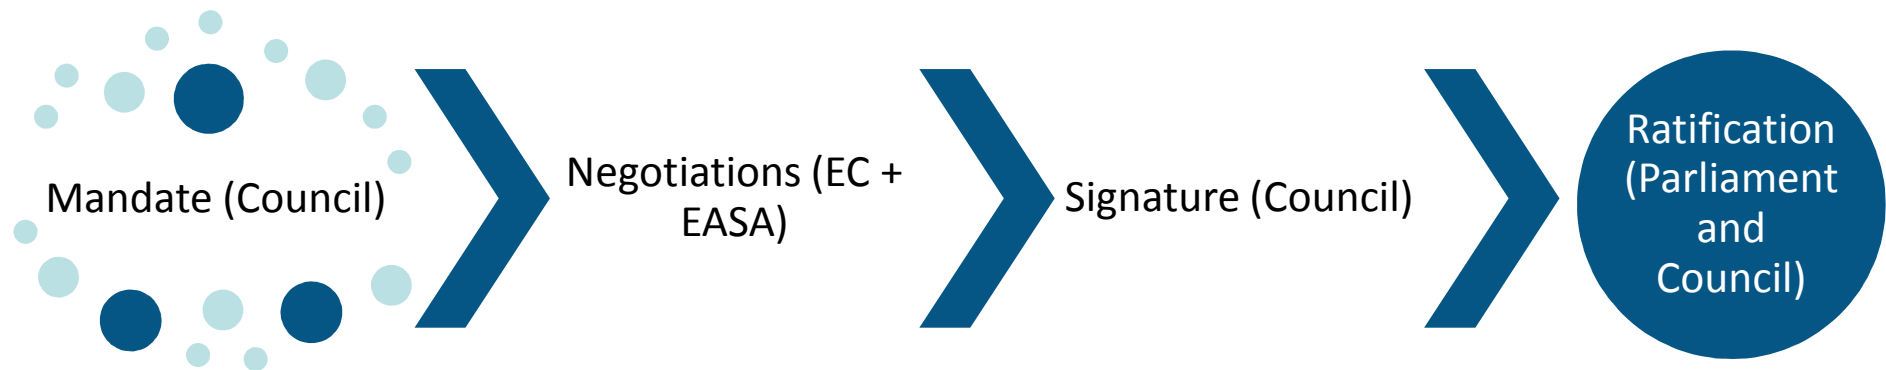 Mandate (Council)
Negotiations (EC +
EASA)
Signature (Council)
Ratification
(Parliament
and
Council)